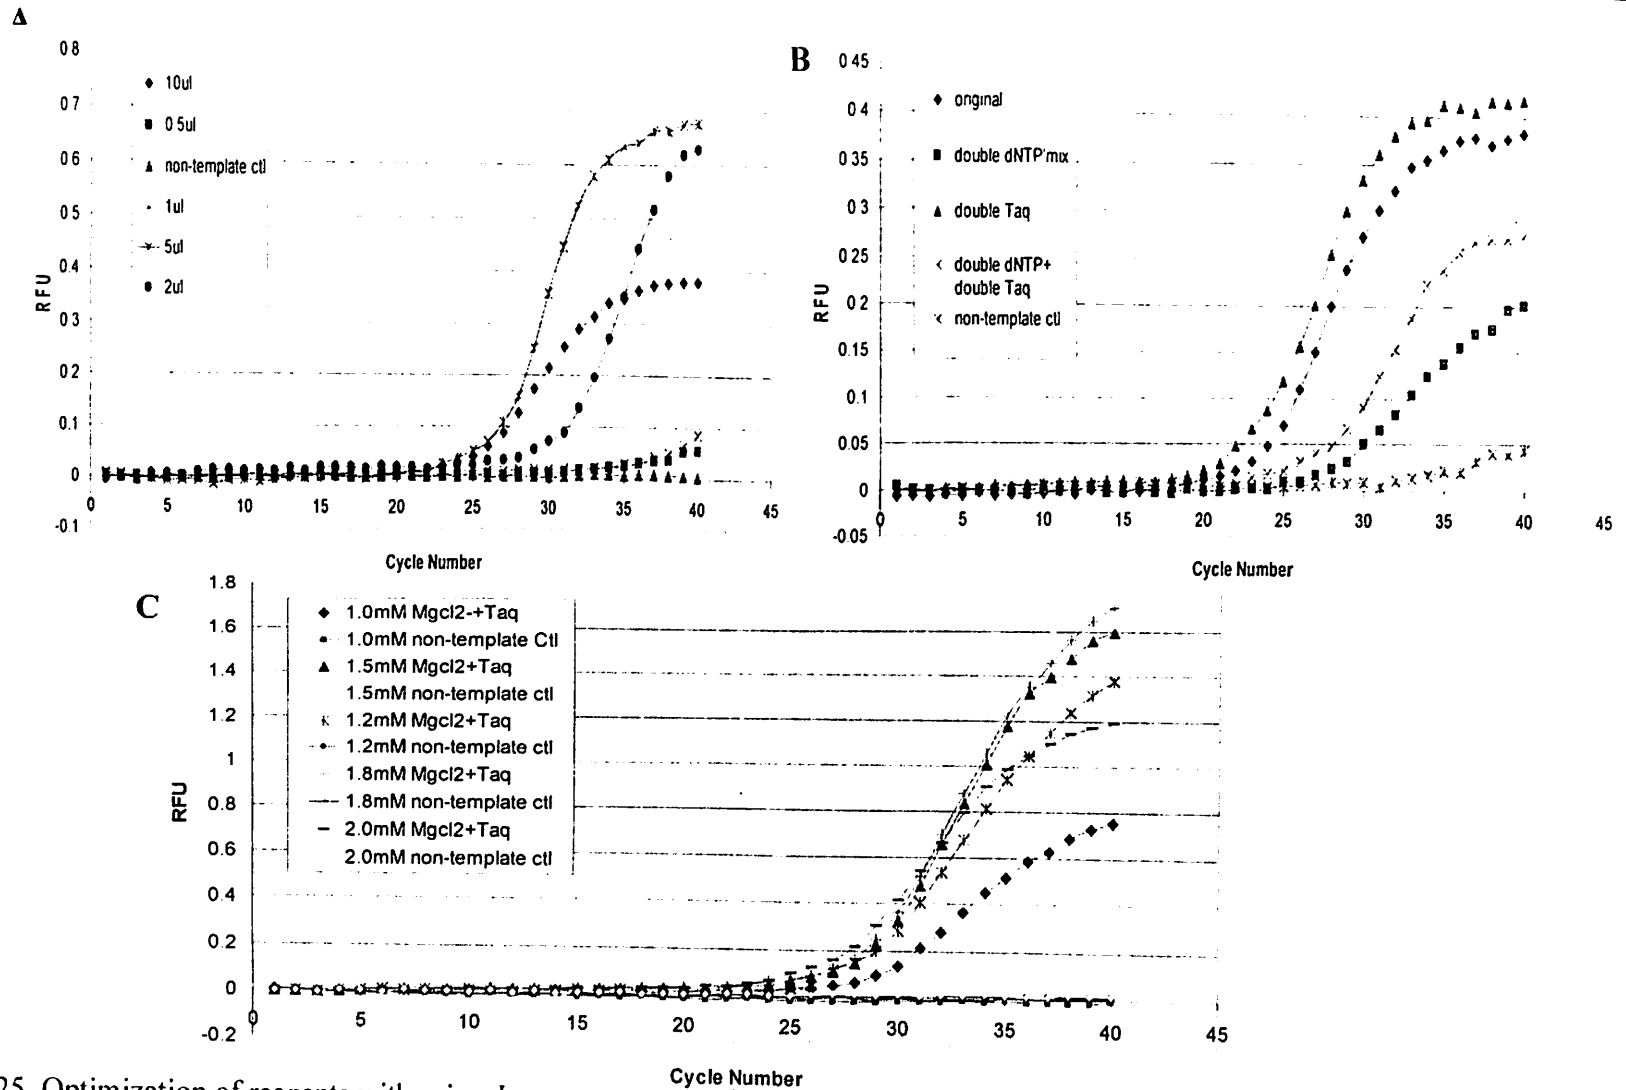 A
0 8
0 7
0 6
0 5
0 4
0 3
0 2
0.1
0
-0.1
RFU
10ul
0 5ul
non-template ctl
1ul
5ul
2ul
0 5 10 15 20 25 30 35 40 45
Cycle Number
B
0 45
0 4
0 35
0 3
0 25
0 2
0.15
0.1
0.05
0
-0.05
RFU
original
double dNTP'mix
double Taq
double dNTP+
double Taq
non-template ctl
0 5 10 15 20 25 30 35 40 45
Cycle Number
C
1.8
1.6
1.4
1.2
1
0.8
0.6
0.4
0.2
0
-0.2
RFU
1.0mM Mgcl2-+Taq
1.0mM non-template Ctl
1.5mM Mgcl2+Taq
1.5mM non-template ctl
1.2mM Mgcl2+Taq
1.2mM non-template ctl
1.8mM Mgcl2+Taq
1.8mM non-template ctl
2.0mM Mgcl2+Taq
2.0mM non-template ctl
0 5 10 15 20 25 30 35 40 45
Cycle Number
25. Optimization of reagents